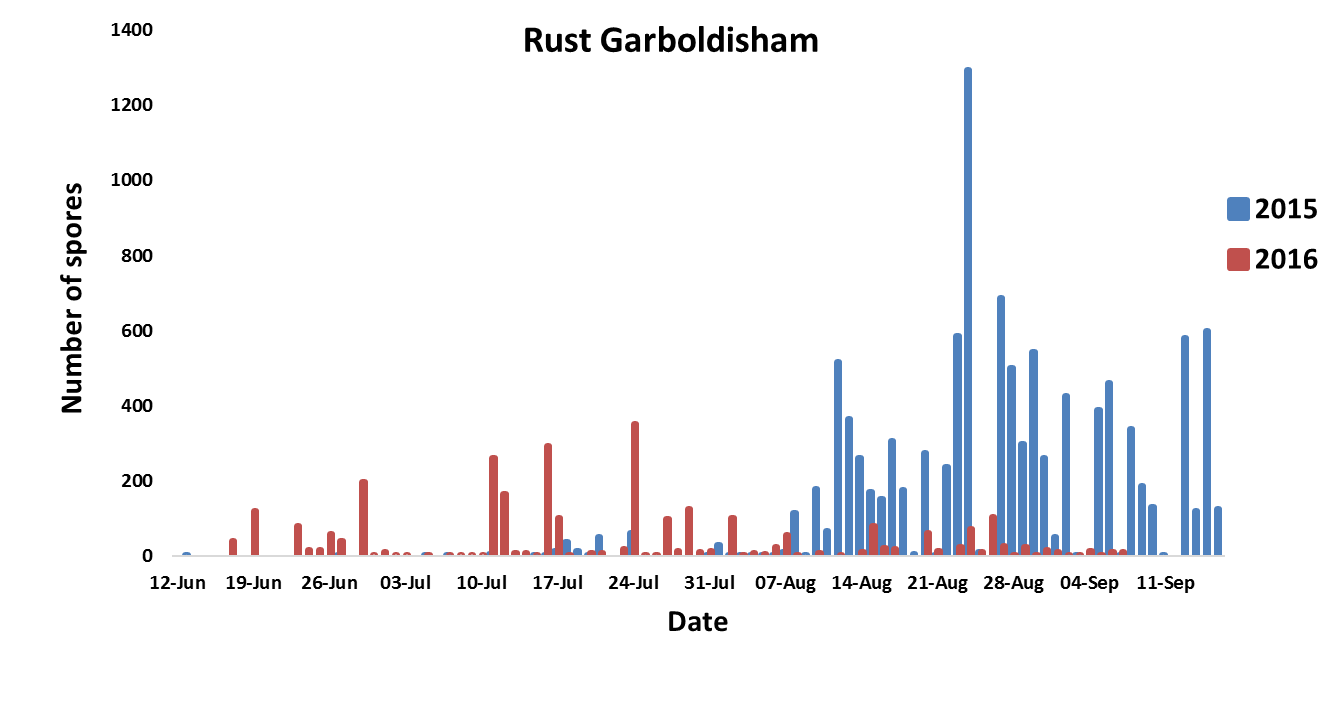 Rust Garboldisham
1400
1200
1000
800
600
400
200
0
Number of spores
12-Jun 19-Jun 26-Jun 03-Jul 10-Jul 17-Jul 24-Jul 31-Jul 07-Aug 14-Aug 21-Aug 28-Aug 04-Sep 11-Sep
Date
2015
2016